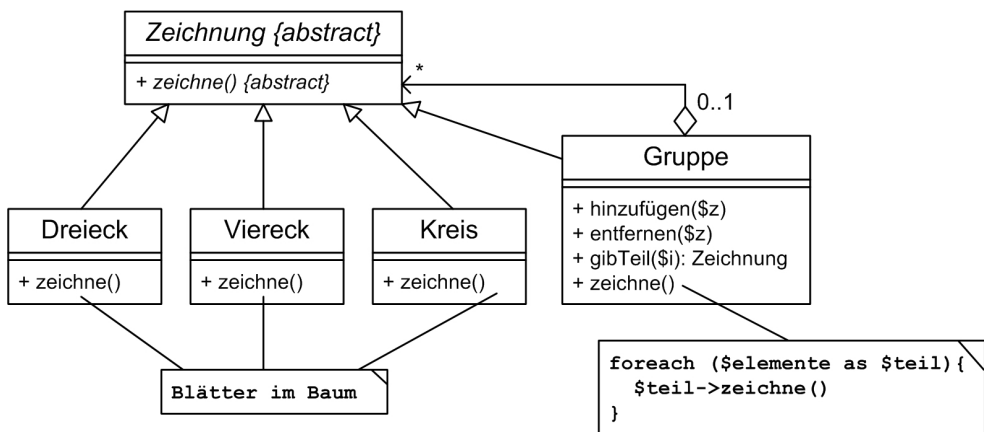 Zeichnung {abstract}
+ zeichne() {abstract}
*
0..1
Gruppe
+ hinzufügen($z)
+ entfernen($z)
+ gibTeil($i): Zeichnung
+ zeichne()
Dreieck
+ zeichne()
Viereck
+ zeichne()
Kreis
+ zeichne()
Blätter im Baum
foreach ($elemente as $teil){
$teil->zeichne()
}